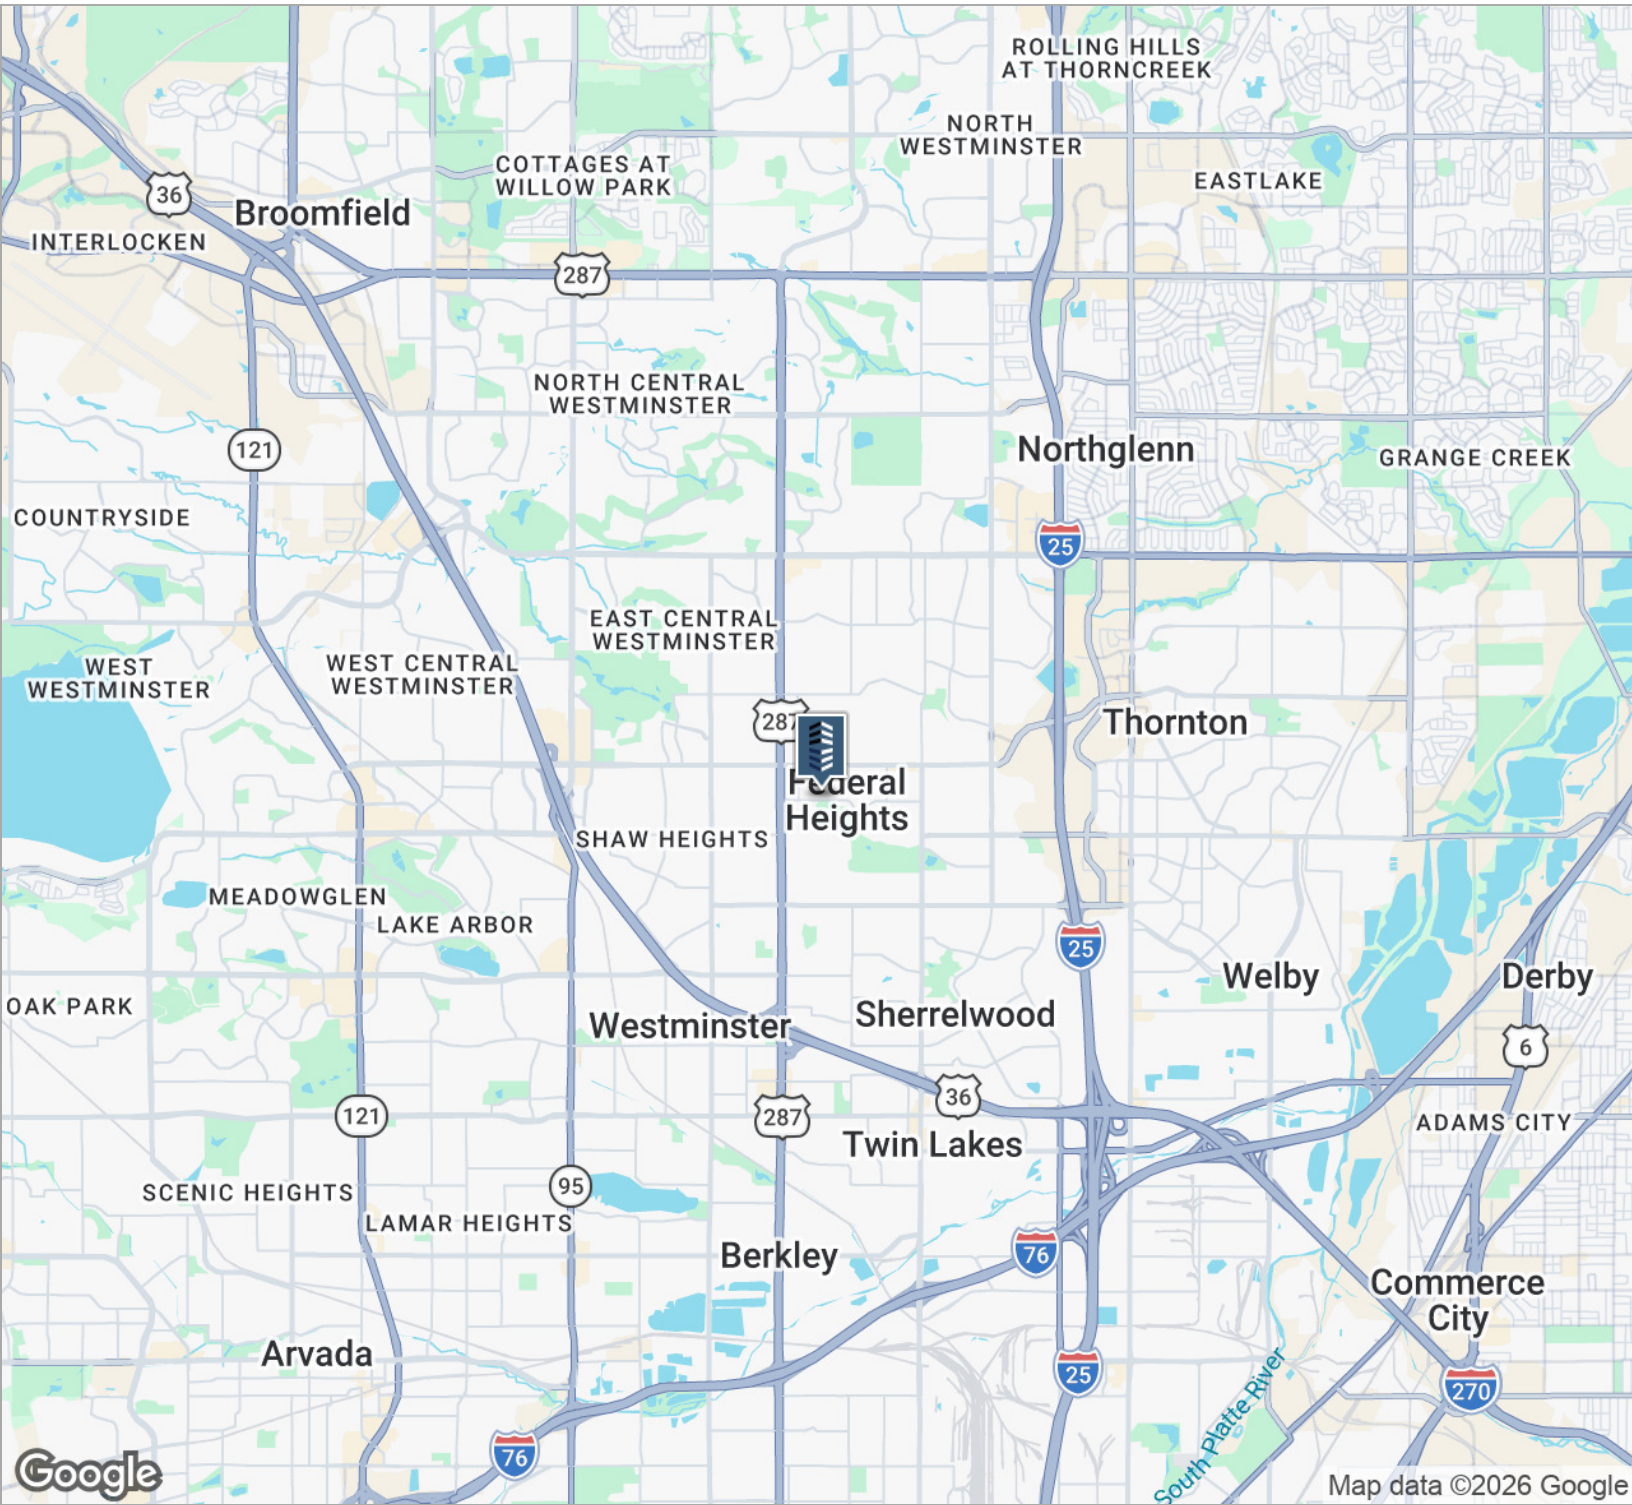 ROLLING HILLS
AT THORNCREEK
NORTH
WESTMINSTER
COTTAGES AT
WILLOW PARK
EASTLAKE
36
Broomfield
INTERLOCKEN
287
NORTH CENTRAL
WESTMINSTER
121
Northglenn
GRANGE CREEK
COUNTRYSIDE
25
EAST CENTRAL
WESTMINSTER
WEST
WESTMINSTER
WEST CENTRAL
WESTMINSTER
287
Thornton
Federal
Heights
SHAW HEIGHTS
MEADOWGLEN
LAKE ARBOR
25
Welby
Derby
OAK PARK
Westminster
Sherrelwood
6
36
121
287
ADAMS CITY
Twin Lakes
95
SCENIC HEIGHTS
LAMAR HEIGHTS
Berkley
76
Commerce
City
Arvada
25
270
South Platte River
76
Google
Map data ©2026 Google